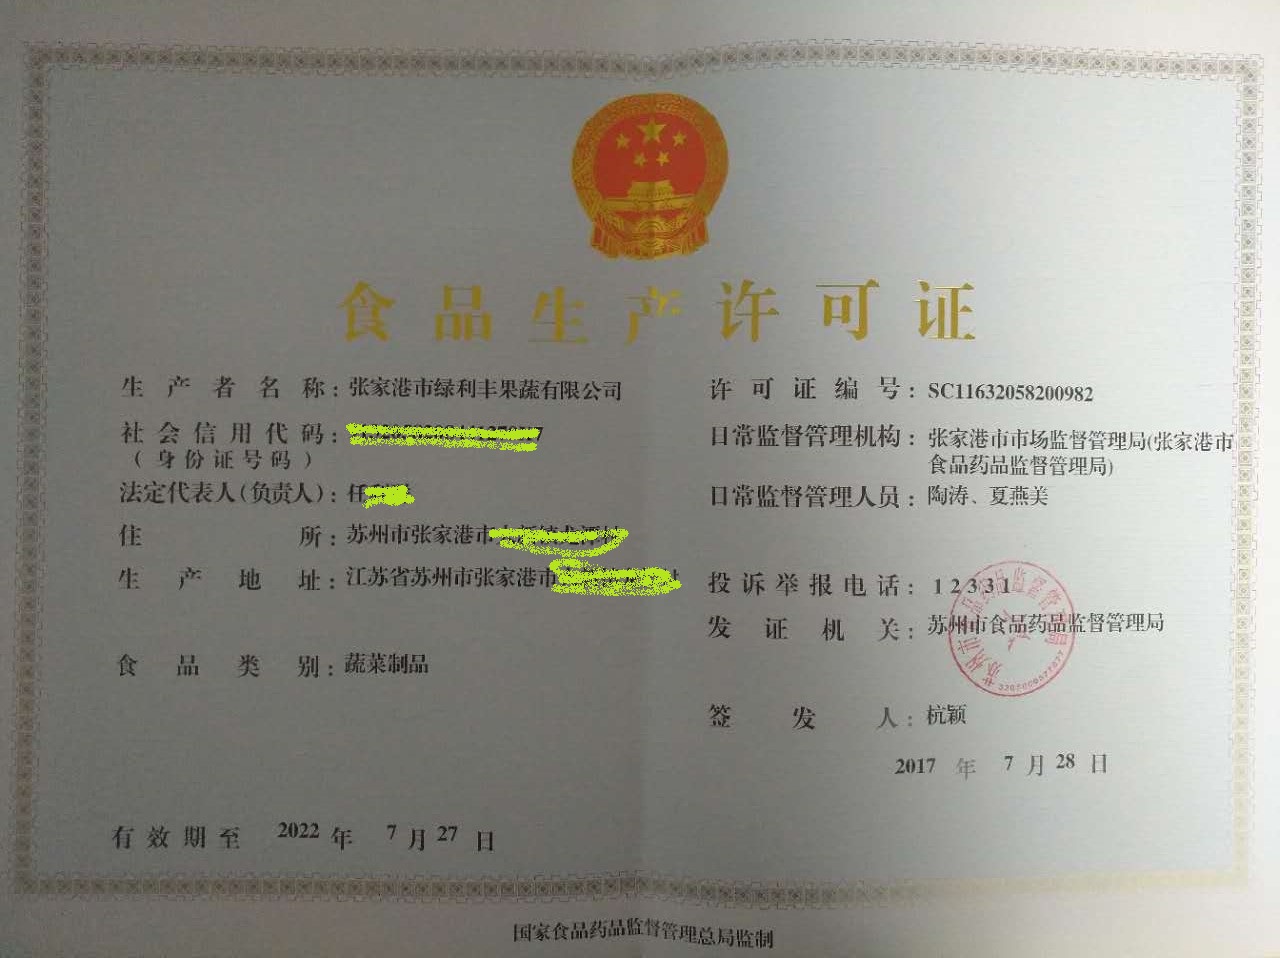 食品生产许可证
生产者名称：张家港市绿利丰果蔬有限公司
社会信用代码：
（身份证号码）
法定代表人(负责人)：任
住所：苏州市张家港市
生产地址：江苏省苏州市张家港市
食品类别：蔬菜制品
有效期至 2022 年 7 月 27 日
许可证编号：SC11632058200982
日常监督管理机构：张家港市市场监督管理局(张家港市
食品药品监督管理局)
日常监督管理人员：陶涛、夏燕美
投诉举报电话：12331
发证机关：苏州市食品药品监督管理局
签发人：杭颖
2017 年 7 月 28 日
国家食品药品监督管理总局监制